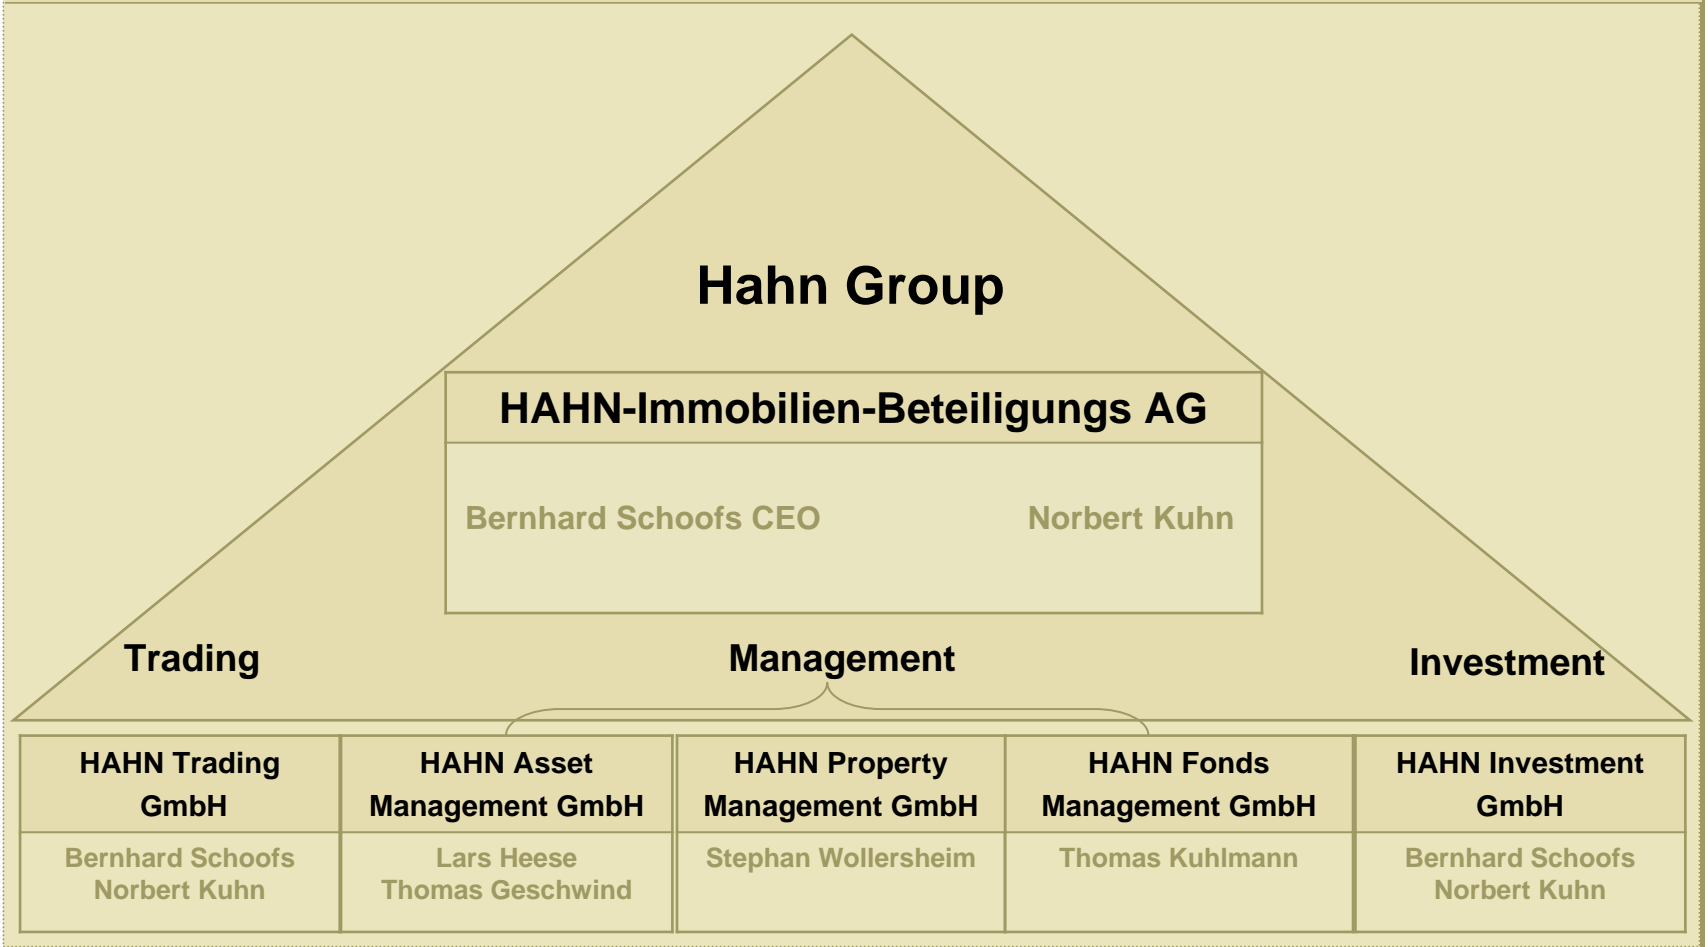 Hahn Group
HAHN-Immobilien-Beteiligungs AG
Bernhard Schoofs CEO
Norbert Kuhn
Trading
Management
Investment
HAHN Trading
GmbH
Bernhard Schoofs
Norbert Kuhn
HAHN Asset
Management GmbH
Lars Heese
Thomas Geschwind
HAHN Property
Management GmbH
Stephan Wollersheim
HAHN Fonds
Management GmbH
Thomas Kuhlmann
HAHN Investment
GmbH
Bernhard Schoofs
Norbert Kuhn